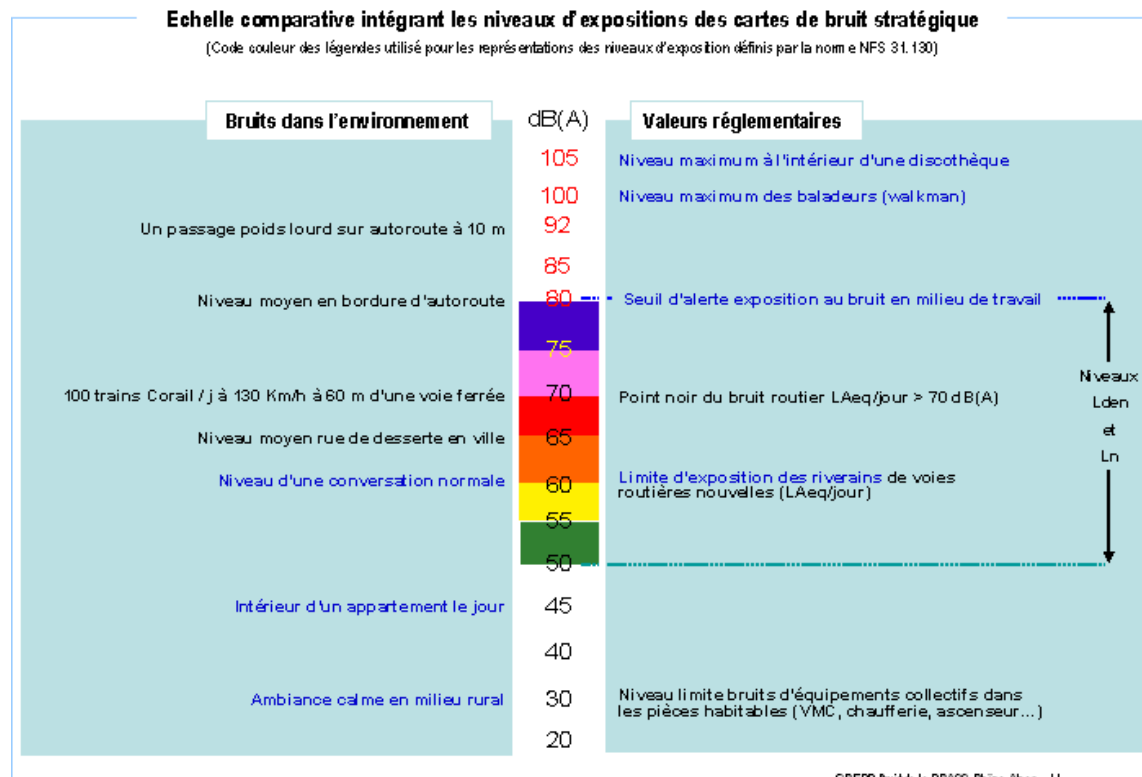 Echelle comparative intégrant les niveaux d'expositions des cartes de bruit stratégique
(Code couleur des légendes utilisé pour les représentations des niveaux d'exposition définis par la norme NFS 31.130)
Bruits dans l'environnement
dB(A)
Valeurs réglementaires
105
Niveau maximum à l'intérieur d'une discothèque
100
Niveau maximum des baladeurs (walkman)
Un passage poids lourd sur autoroute à 10 m
92
85
Niveau moyen en bordure d'autoroute
80
Seuil d'alerte exposition au bruit en milieu de travail
75
100 trains Corail / j à 130 Km/h à 60 m d'une voie ferrée
70
Point noir du bruit routier LAeq/jour > 70 dB(A)
Niveaux
Lden
et
Ln
Niveau moyen rue de desserte en ville
65
Niveau d'une conversation normale
60
Limite d'exposition des riverains de voies
routières nouvelles (LAeq/jour)
55
50
Intérieur d'un appartement le jour
45
40
Ambiance calme en milieu rural
30
Niveau limite bruits d'équipements collectifs dans
les pièces habitables (VMC, chaufferie, ascenseur...)
20